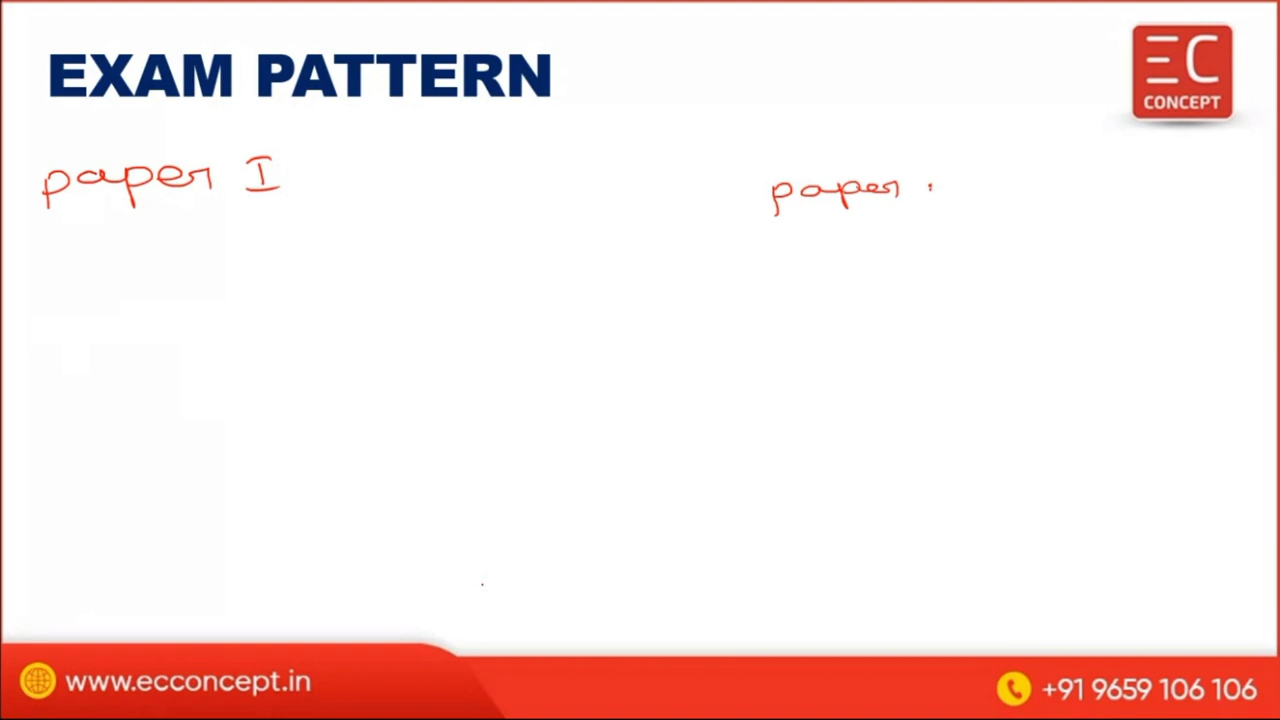 EXAM PATTERN
EC
CONCEPT
paper I
paper
www.ecconcept.in
+91 9659 106 106